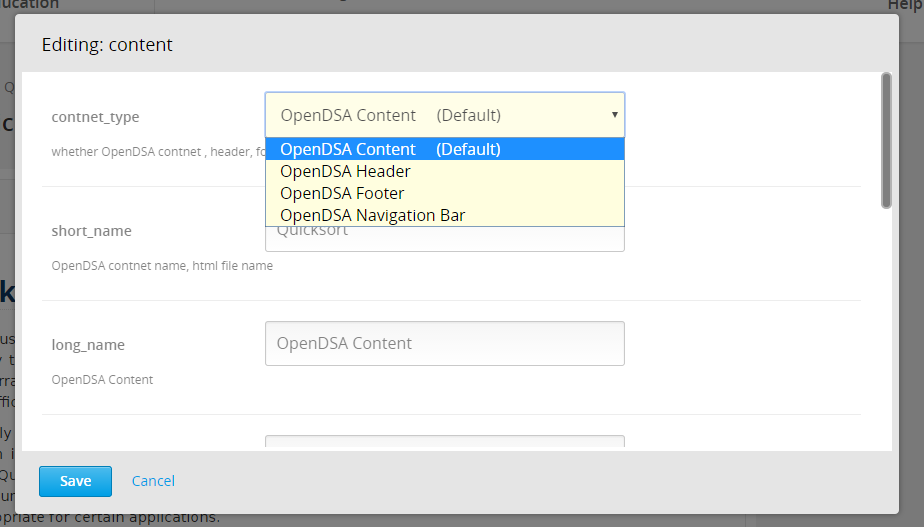 ucation
Help
Editing: content
contnet_type
OpenDSA Content (Default)
whether OpenDSA contnet , header,
OpenDSA Content (Default)
OpenDSA Header
OpenDSA Footer
OpenDSA Navigation Bar
short_name
Quicksort
OpenDSA contnet name, html file name
long_name
OpenDSA Content
OpenDSA Content
Save
Cancel
opriate for certain applications.